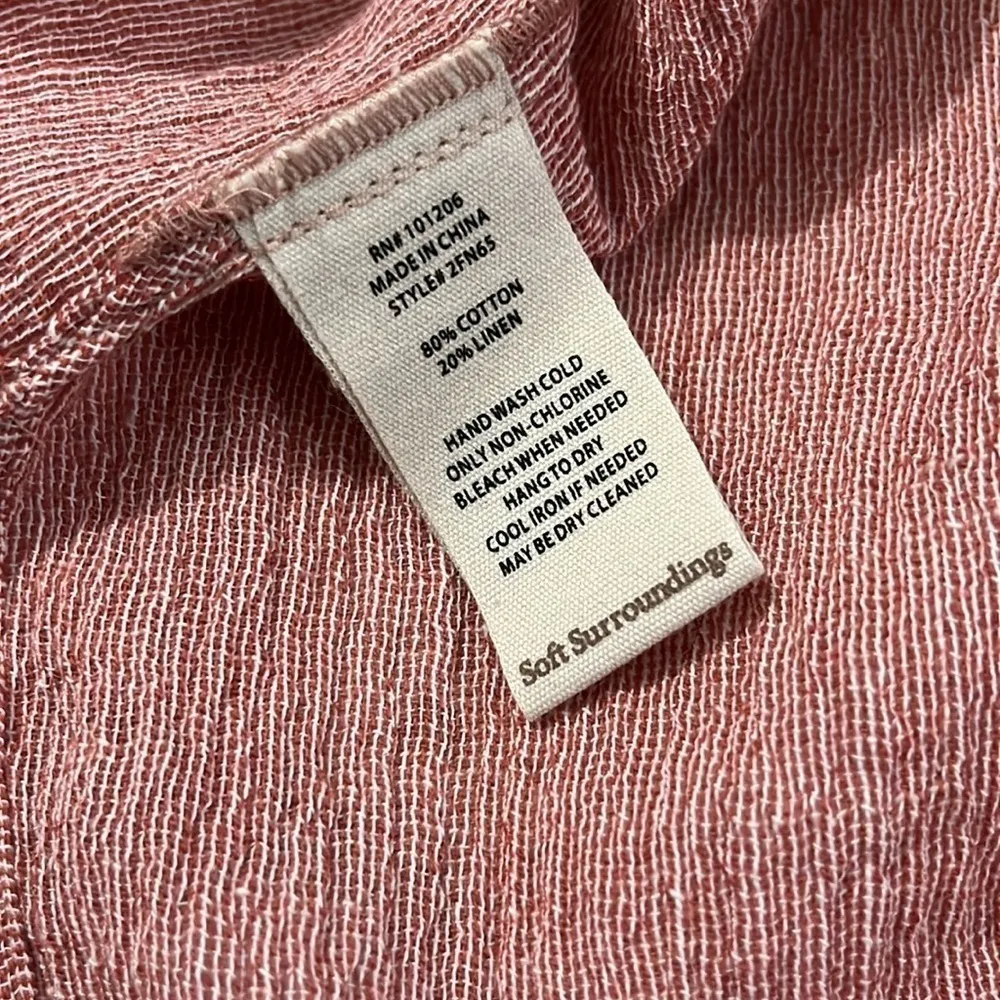 RN# 101206
MADE IN CHINA
STYLE# 2FN65
80% COTTON
20% LINEN
HAND WASH COLD
ONLY NON-CHLORINE
BLEACH WHEN NEEDED
HANG TO DRY
COOL IRON IF NEEDED
MAY BE DRY CLEANED
Soft Surroundings